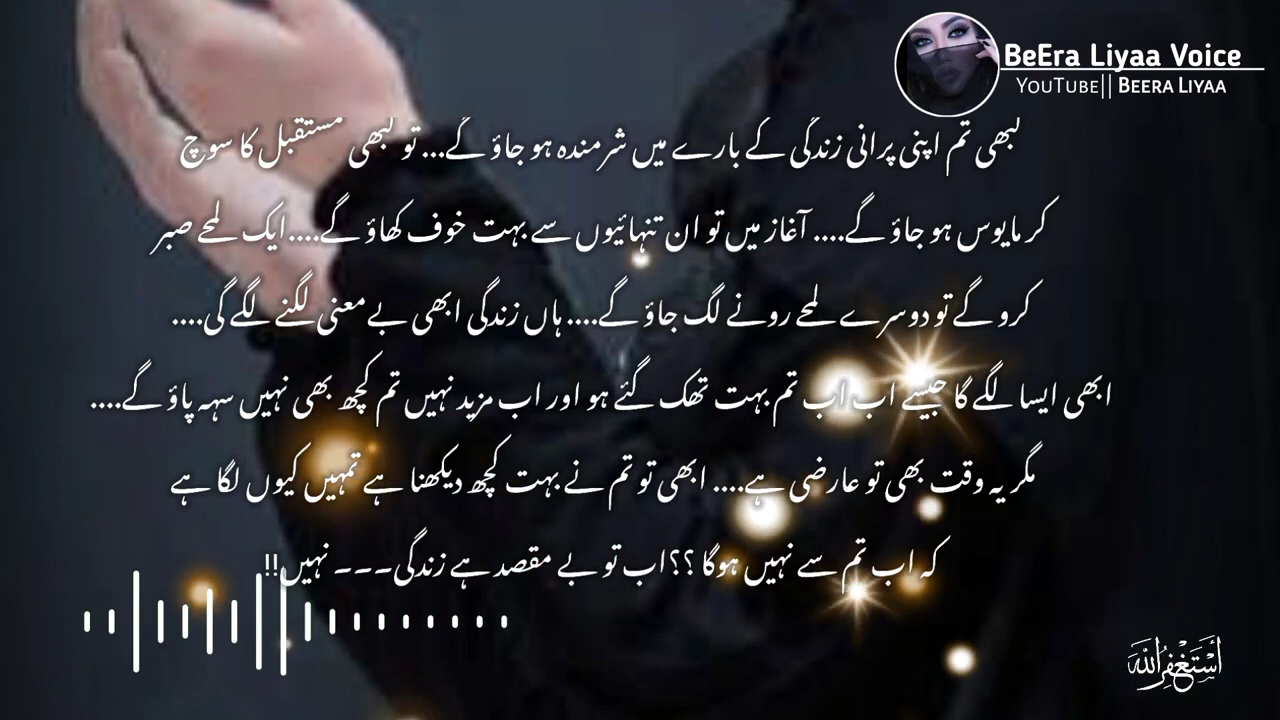 BeEra Liyaa Voice
YouTube|| Beera Liyaa
کبھی تم اپنی پرانی زندگی کے بارے میں شرمندہ ہو جاؤ گے... تو کبھی مستقبل کا سوچ
کر مایوس ہو جاؤ گے.... آغاز میں تو ان تنہائیوں سے بہت خوف کھاؤ گے....ایک لمحے صبر
کرو گے تو دوسرے لمحے رونے لگ جاؤ گے.... ہاں زندگی ابھی بے معنی لگنے لگے گی....
ابھی ایسا لگے گا جیسے اب اب تم بہت تھک گئے ہو اور اب مزید نہیں تم کچھ بھی نہیں سہہ پاؤ گے....
مگر یہ وقت بھی تو عارضی ہے.... ابھی تو تم نے بہت کچھ دیکھنا ہے تمہیں کیوں لگا ہے
کہ اب تم سے نہیں ہوگا ؟؟اب تو بے مقصد ہے زندگی۔۔۔ نہیں!!
أَسْتَغْفِرُ اللّٰه